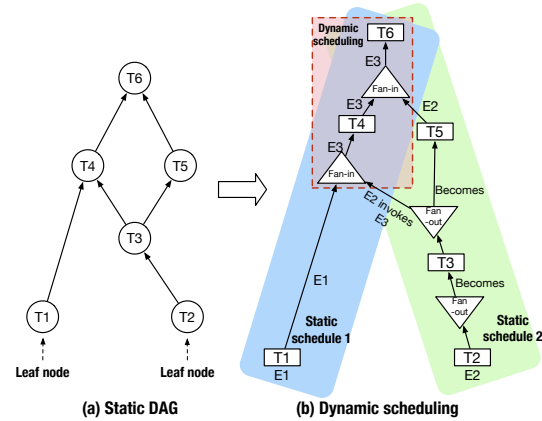 T6
T4
T5
T3
T1
T2
Leaf node
Leaf node
(a) Static DAG
Dynamic
scheduling
T6
E3
Fan-in
E3
E2
T4
T5
E3
Fan-in
Becomes
E2 invokes
E3
Fan
-out
T3
E1
Becomes
Fan
-out
Static
schedule 1
Static
schedule 2
T1
E1
T2
E2
(b) Dynamic scheduling